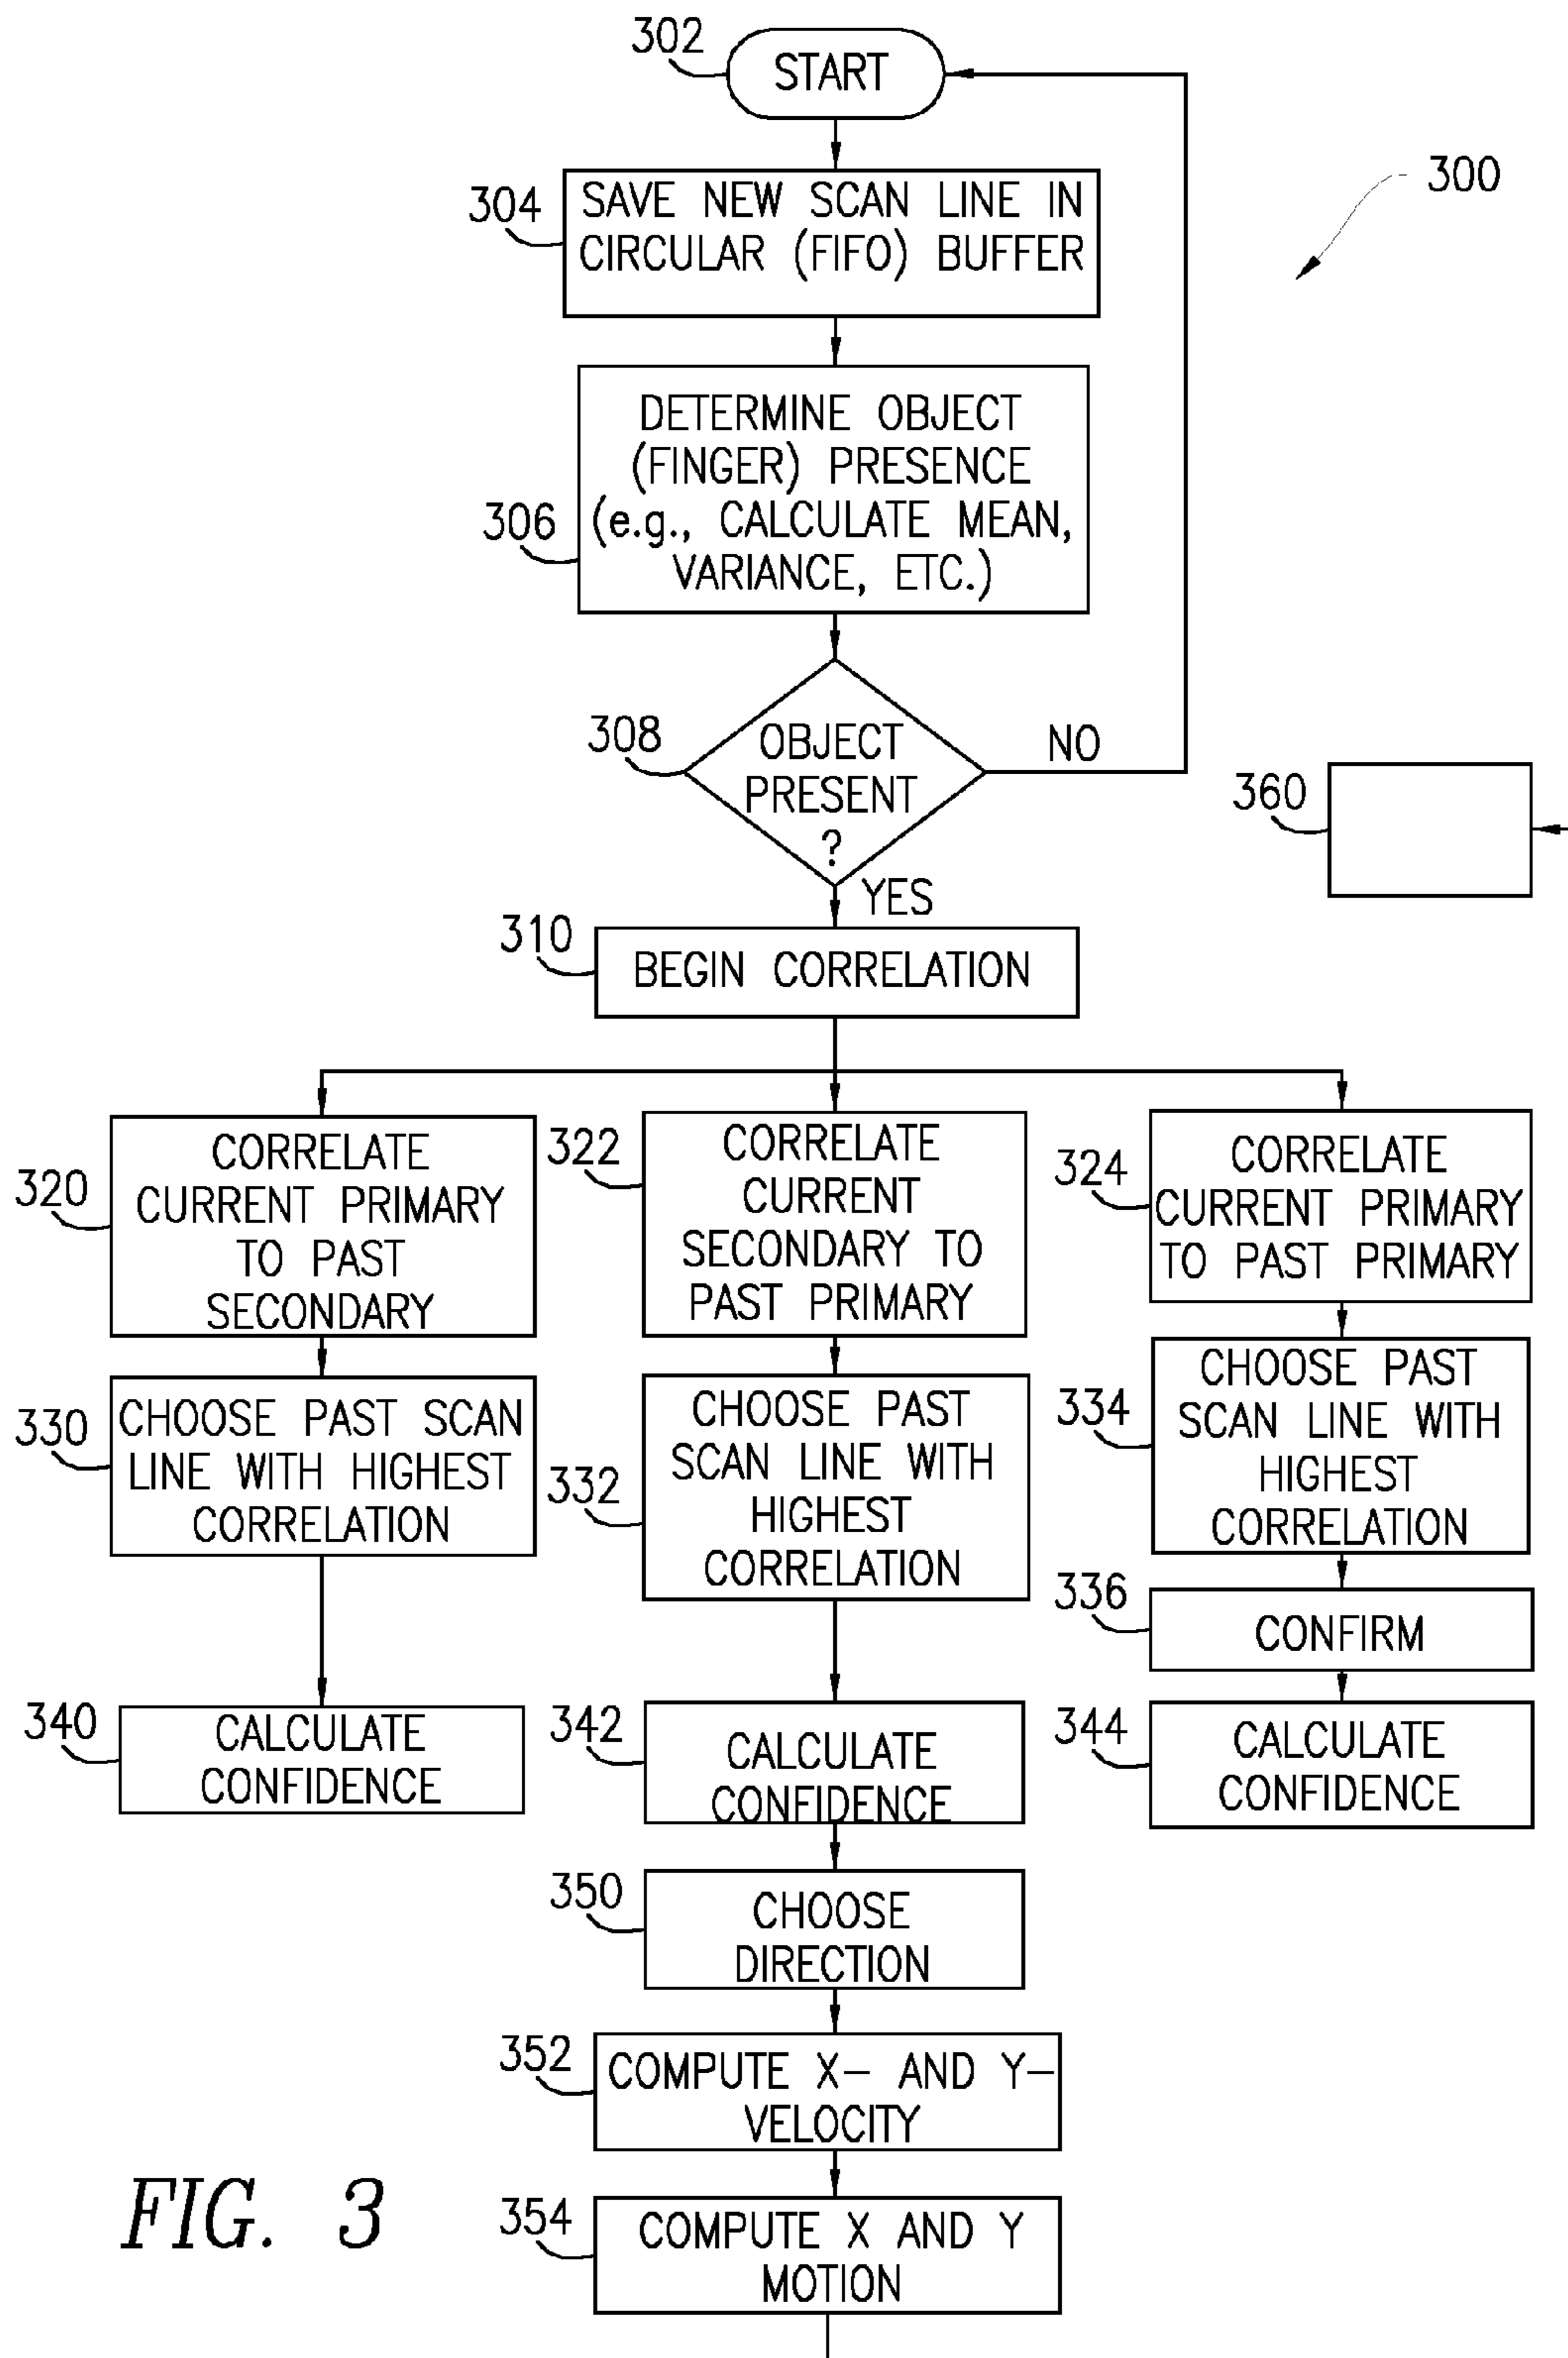 302
START
300
304
SAVE NEW SCAN LINE IN
CIRCULAR (FIFO) BUFFER
306
DETERMINE OBJECT
(FINGER) PRESENCE
(e.g., CALCULATE MEAN,
VARIANCE, ETC.)
308
OBJECT
PRESENT
?
NO
YES
360
310
BEGIN CORRELATION
320
CORRELATE
CURRENT PRIMARY
TO PAST
SECONDARY
322
CORRELATE
CURRENT
SECONDARY TO
PAST PRIMARY
324
CORRELATE
CURRENT PRIMARY
TO PAST PRIMARY
330
CHOOSE PAST SCAN
LINE WITH HIGHEST
CORRELATION
332
CHOOSE PAST
SCAN LINE WITH
HIGHEST
CORRELATION
334
CHOOSE PAST
SCAN LINE WITH
HIGHEST
CORRELATION
336
CONFIRM
340
CALCULATE
CONFIDENCE
342
CALCULATE
CONFIDENCE
344
CALCULATE
CONFIDENCE
350
CHOOSE
DIRECTION
352
COMPUTE X- AND Y-
VELOCITY
354
COMPUTE X AND Y
MOTION
FIG. 3